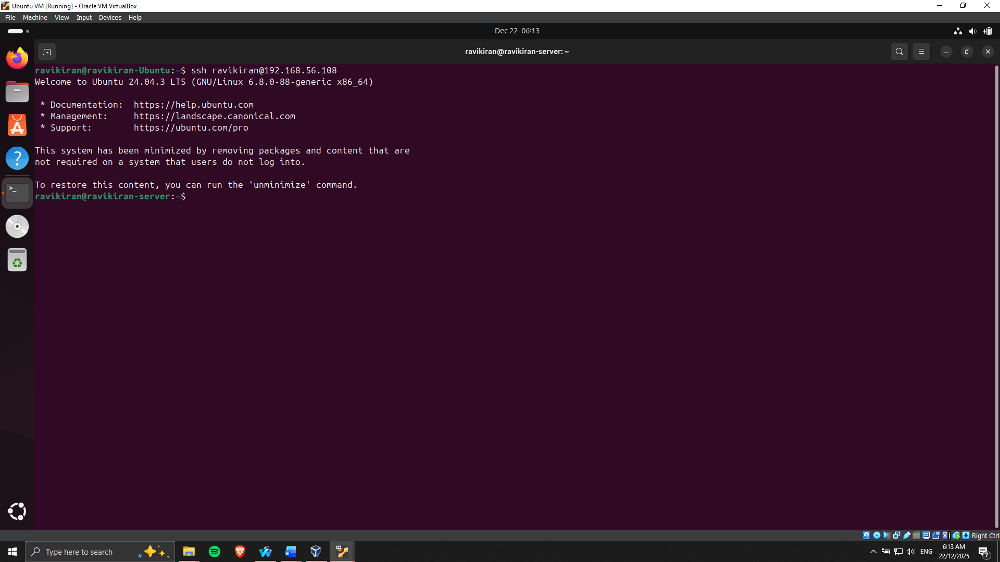 Ubuntu VM [Running] - Oracle VM VirtualBox
File Machine View Input Devices Help
Dec 22 06:13
ravikiran@ravikiran-server: ~
ravikiran@ravikiran-Ubuntu:~$ ssh ravikiran@192.168.56.108
Welcome to Ubuntu 24.04.3 LTS (GNU/Linux 6.8.0-88-generic x86_64)
* Documentation: https://help.ubuntu.com
* Management: https://landscape.canonical.com
* Support: https://ubuntu.com/pro
This system has been minimized by removing packages and content that are
not required on a system that users do not log into.
To restore this content, you can run the 'unminimize' command.
ravikiran@ravikiran-server:~$
Right Ctrl
Type here to search
ENG
6:13 AM
22/12/2025
7